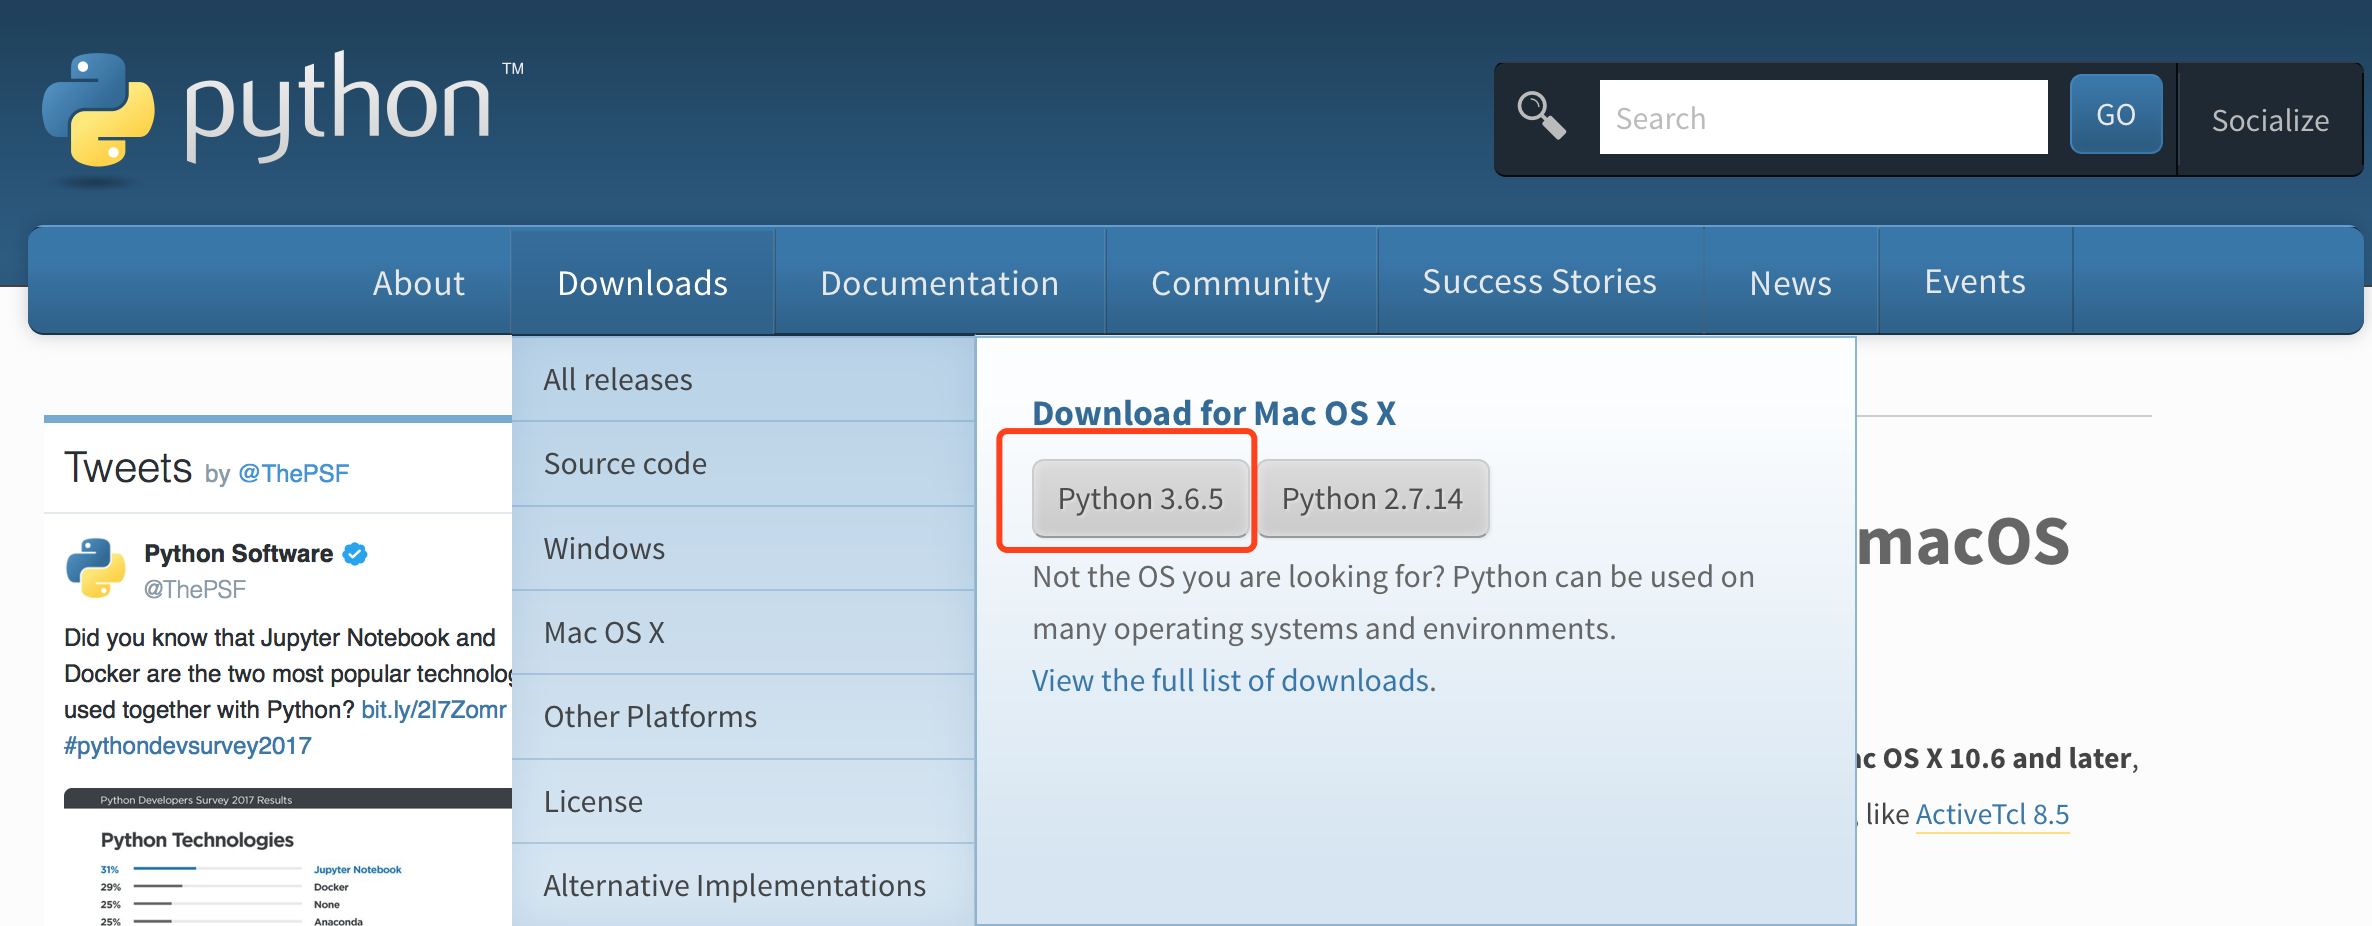 python™
Search
GO
Socialize
About
Downloads
Documentation
Community
Success Stories
News
Events
All releases
Source code
Windows
Mac OS X
Other Platforms
License
Alternative Implementations
Download for Mac OS X
Python 3.6.5
Python 2.7.14
Not the OS you are looking for? Python can be used on
many operating systems and environments.
View the full list of downloads.
Tweets by @ThePSF
Python Software
@ThePSF
Did you know that Jupyter Notebook and
Docker are the two most popular technolog
used together with Python? bit.ly/2I7Zomr
#pythondevsurvey2017
Python Developers Survey 2017 Results
Python Technologies
31% Jupyter Notebook
29% Docker
25% None
25% Anaconda
macOS
OS X 10.6 and later,
like ActiveTcl 8.5